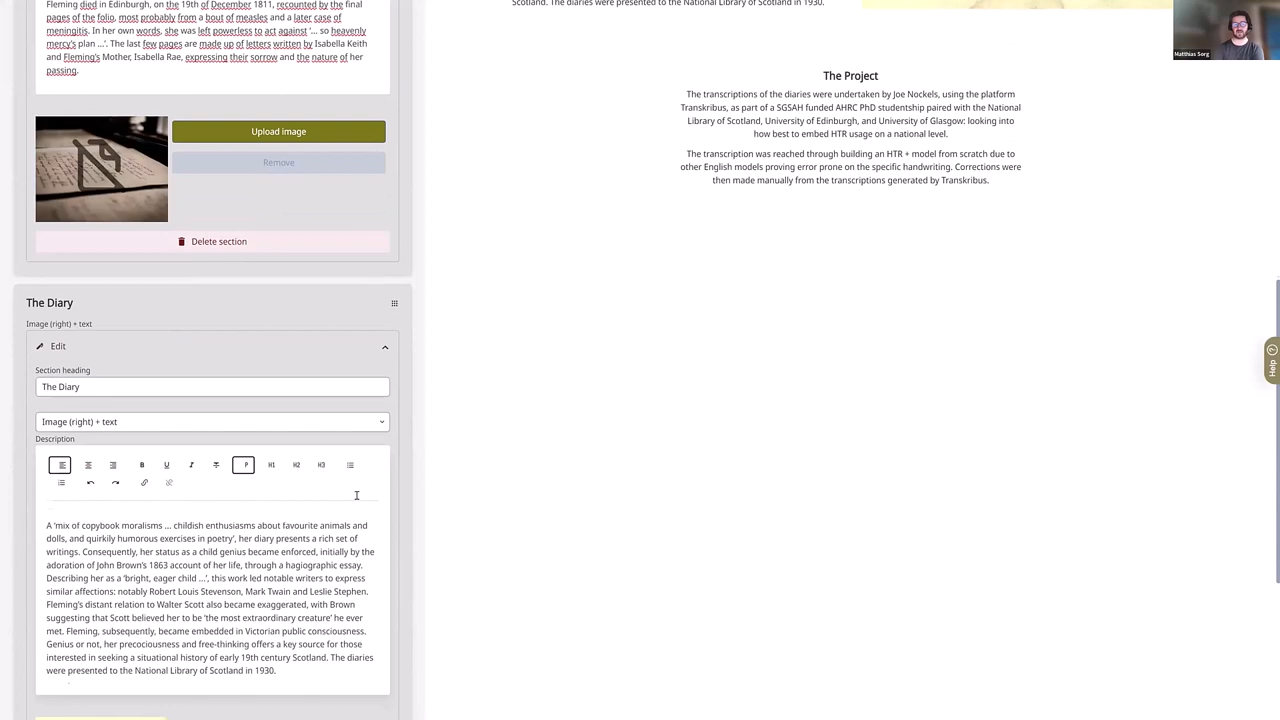 Fleming died in Edinburgh, on the 19th of December 1811, recounted by the final
pages of the folio, most probably from a bout of measles and a later case of
meningitis. In her own words, she was left powerless to act against '... so heavenly
mercy's plan ...'. The last few pages are made up of letters written by Isabella Keith
and Fleming's Mother, Isabella Rae, expressing their sorrow and the nature of her
passing.
Upload image
Remove
Delete section
The Diary
Image (right) + text
Edit
Section heading
The Diary
Image (right) + text
Description
B U I T P H1 H2 H3
A 'mix of copybook moralisms ... childish enthusiasms about favourite animals and
dolls, and quirkily humorous exercises in poetry', her diary presents a rich set of
writings. Consequently, her status as a child genius became enforced, initially by the
adoration of John Brown's 1863 account of her life, through a hagiographic essay.
Describing her as a 'bright, eager child ...', this work led notable writers to express
similar affections: notably Robert Louis Stevenson, Mark Twain and Leslie Stephen.
Fleming's distant relation to Walter Scott also became exaggerated, with Brown
suggesting that Scott believed her to be 'the most extraordinary creature' he ever
met. Fleming, subsequently, became embedded in Victorian public consciousness.
Genius or not, her precociousness and free-thinking offers a key source for those
interested in seeking a situational history of early 19th century Scotland. The diaries
were presented to the National Library of Scotland in 1930.
Scotland. The diaries were presented to the National Library of Scotland in 1930.
The Project
The transcriptions of the diaries were undertaken by Joe Nockels, using the platform
Transkribus, as part of a SGSAH funded AHRC PhD studentship paired with the National
Library of Scotland, University of Edinburgh, and University of Glasgow: looking into
how best to embed HTR usage on a national level.
The transcription was reached through building an HTR + model from scratch due to
other English models proving error prone on the specific handwriting. Corrections were
then made manually from the transcriptions generated by Transkribus.
Matthias Sorg
Help